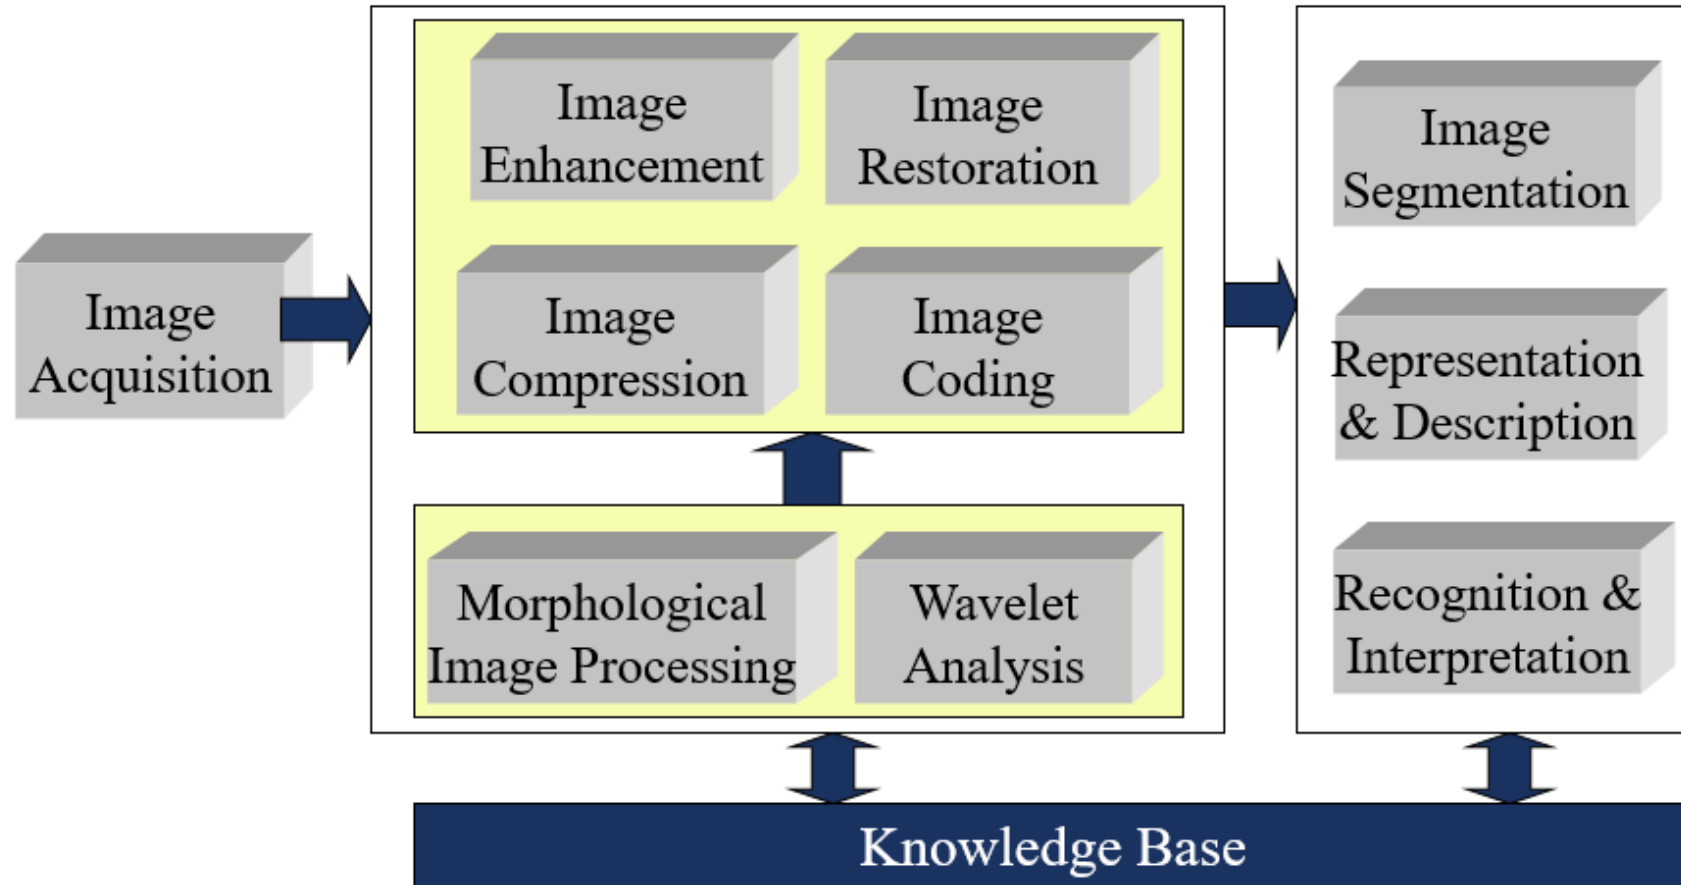 Image
Acquisition
Image
Enhancement
Image
Restoration
Image
Compression
Image
Coding
Morphological
Image Processing
Wavelet
Analysis
Image
Segmentation
Representation
& Description
Recognition &
Interpretation
Knowledge Base